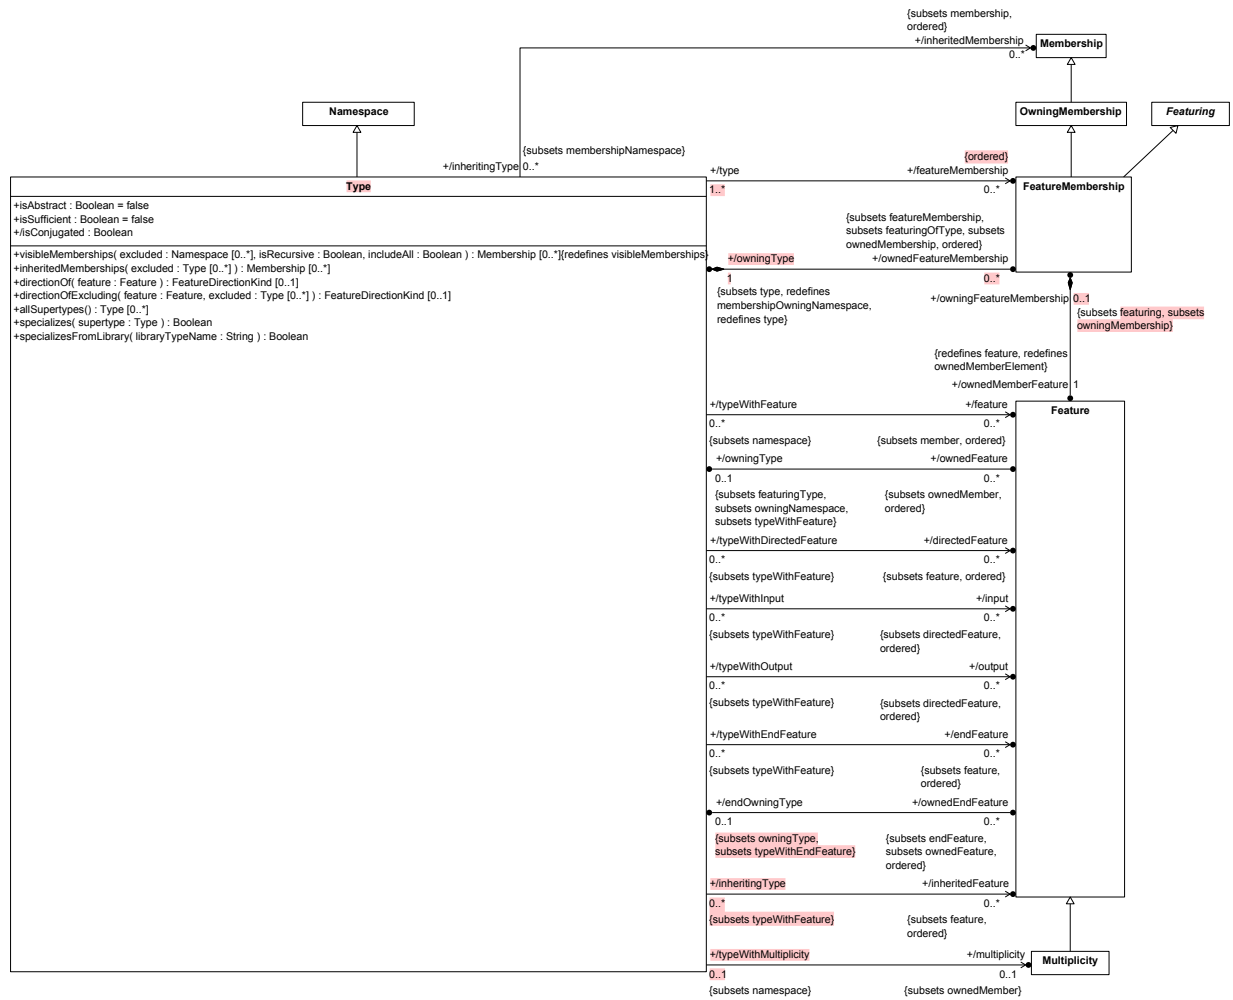 {subsets membership,
ordered}
+/inheritedMembership
0..*
Membership
Namespace
OwningMembership
Featuring
{subsets membershipNamespace}
+/inheritingType 0..*
Type
+isAbstract : Boolean = false
+isSufficient : Boolean = false
+/isConjugated : Boolean
+visibleMemberships( excluded : Namespace [0..*], isRecursive : Boolean, includeAll : Boolean ) : Membership [0..*]{redefines visibleMemberships}
+inheritedMemberships( excluded : Type [0..*] ) : Membership [0..*]
+directionOf( feature : Feature ) : FeatureDirectionKind [0..1]
+directionOfExcluding( feature : Feature, excluded : Type [0..*] ) : FeatureDirectionKind [0..1]
+allSupertypes() : Type [0..*]
+specializes( supertype : Type ) : Boolean
+specializesFromLibrary( libraryTypeName : String ) : Boolean
{ordered}
+/type +/featureMembership
1..* 0..*
FeatureMembership
{subsets featureMembership,
subsets featuringOfType, subsets
ownedMembership, ordered}
+/owningType +/ownedFeatureMembership
1 0..*
{subsets type, redefines
membershipOwningNamespace,
redefines type}
+/owningFeatureMembership 0..1
{subsets featuring, subsets
owningMembership}
{redefines feature, redefines
ownedMemberElement}
+/ownedMemberFeature 1
Feature
+/typeWithFeature +/feature
0..* 0..*
{subsets namespace} {subsets member, ordered}
+/owningType +/ownedFeature
0..1 0..*
{subsets featuringType,
subsets owningNamespace,
subsets typeWithFeature}
{subsets ownedMember,
ordered}
+/typeWithDirectedFeature +/directedFeature
0..* 0..*
{subsets typeWithFeature} {subsets feature, ordered}
+/typeWithInput +/input
0..* 0..*
{subsets typeWithFeature} {subsets directedFeature,
ordered}
+/typeWithOutput +/output
0..* 0..*
{subsets typeWithFeature} {subsets directedFeature,
ordered}
+/typeWithEndFeature +/endFeature
0..* 0..*
{subsets typeWithFeature} {subsets feature,
ordered}
+/endOwningType +/ownedEndFeature
0..1 0..*
{subsets owningType,
subsets typeWithEndFeature}
{subsets endFeature,
subsets ownedFeature,
ordered}
+/inheritingType +/inheritedFeature
0..* 0..*
{subsets typeWithFeature} {subsets feature,
ordered}
+/typeWithMultiplicity +/multiplicity
0..1 0..1
{subsets namespace} {subsets ownedMember}
Multiplicity